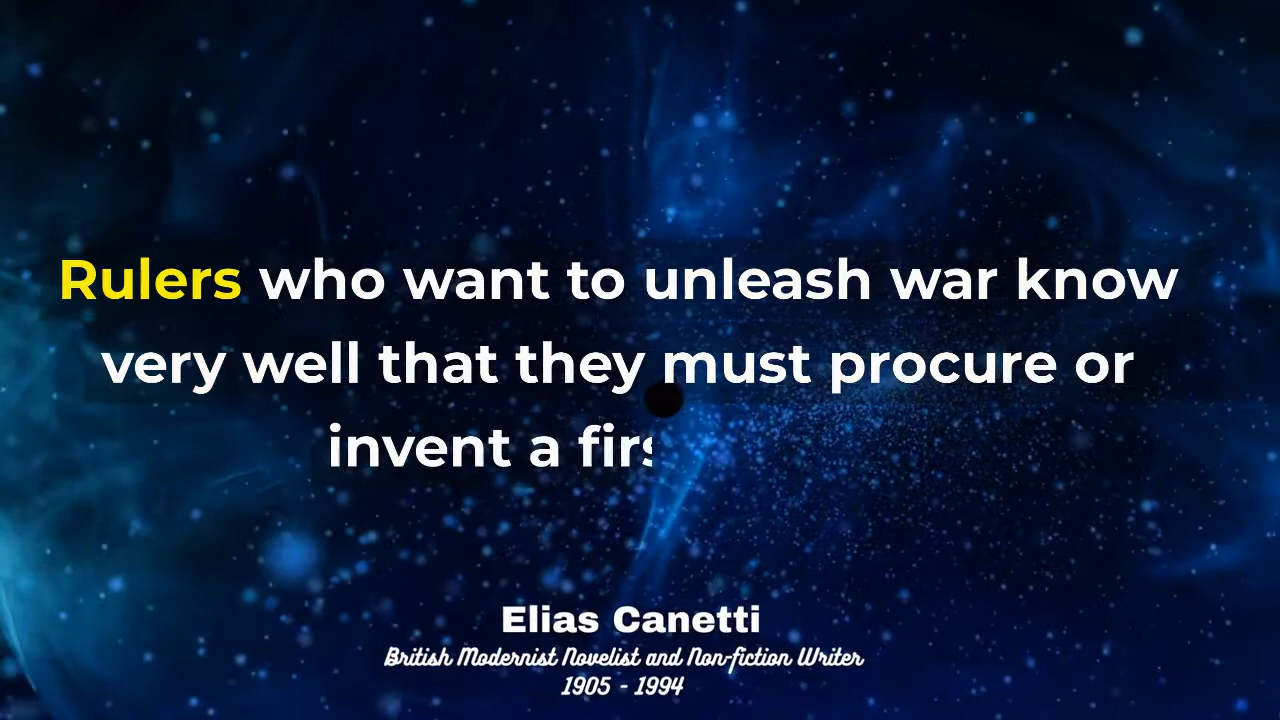 Rulers who want to unleash war know
very well that they must procure or
invent a firs
Elias Canetti
British Modernist Novelist and Non-fiction Writer
1905 - 1994